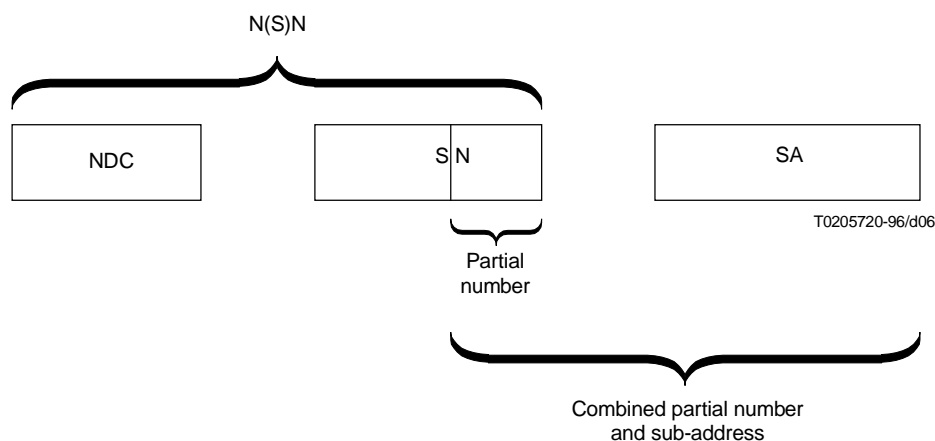 N(S)N
NDC
S N
SA
T0205720-96/d06
Partial
number
Combined partial number
and sub-address